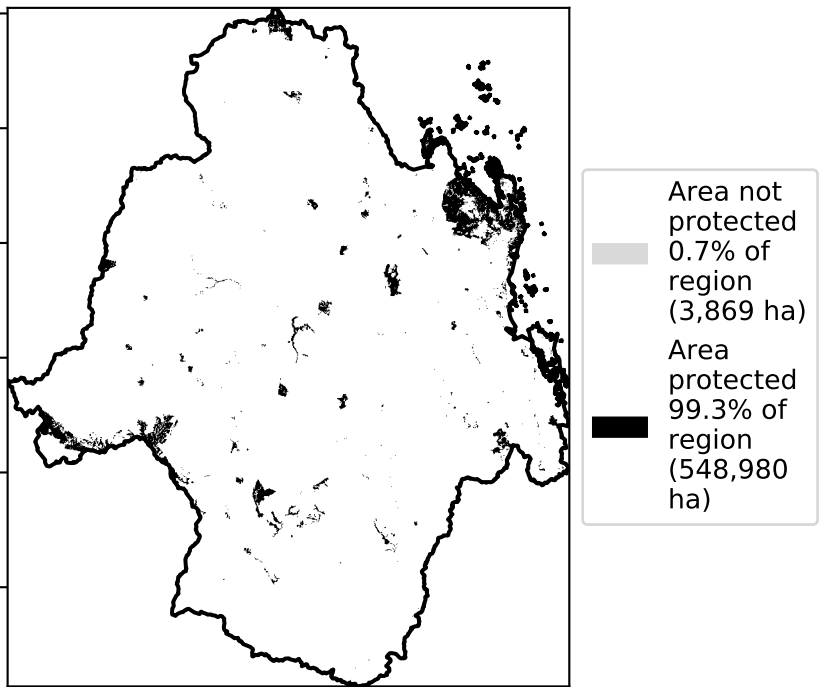 Area not
protected
0.7% of
region
(3,869 ha)
Area
protected
99.3% of
region
(548,980
ha)